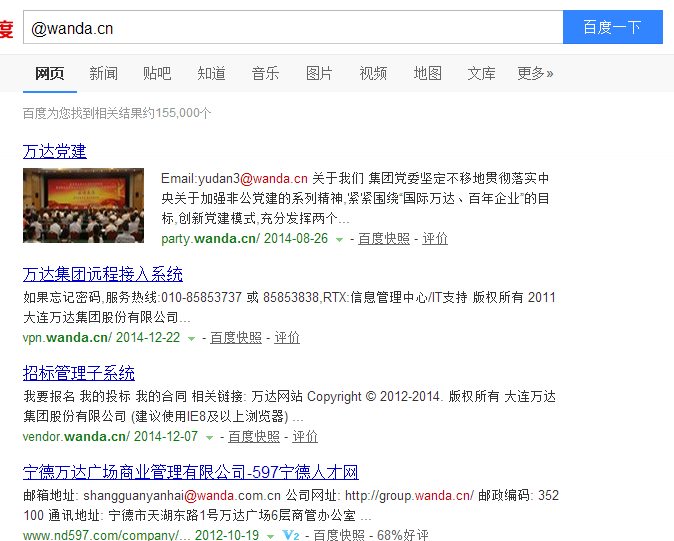 度
@wanda.cn 百度一下
网页 新闻 贴吧 知道 音乐 图片 视频 地图 文库 更多»
百度为您找到相关结果约155,000个
万达党建
Email:yudan3@wanda.cn 关于我们 集团党委坚定不移地贯彻落实中
央关于加强非公党建的系列精神,紧紧围绕“国际万达、百年企业”的目
标,创新党建模式,充分发挥两个...
party.wanda.cn/ 2014-08-26 - 百度快照 - 评价
万达集团远程接入系统
如果忘记密码,服务热线:010-85853737 或 85853838,RTX:信息管理中心/IT支持 版权所有 2011
大连万达集团股份有限公司...
vpn.wanda.cn/ 2014-12-22 - 百度快照 - 评价
招标管理子系统
我要报名 我的投标 我的合同 相关链接: 万达网站 Copyright © 2012-2014. 版权所有 大连万达
集团股份有限公司 (建议使用IE8及以上浏览器) ...
vendor.wanda.cn/ 2014-12-07 - 百度快照 - 评价
宁德万达广场商业管理有限公司-597宁德人才网
邮箱地址: shangguanyanhai@wanda.com.cn 公司网址: http://group.wanda.cn/ 邮政编码: 352
100 通讯地址: 宁德市天湖东路1号万达广场6层商管办公室 ...
www.nd597.com/company/... 2012-10-19 V2 - 百度快照 - 68%好评